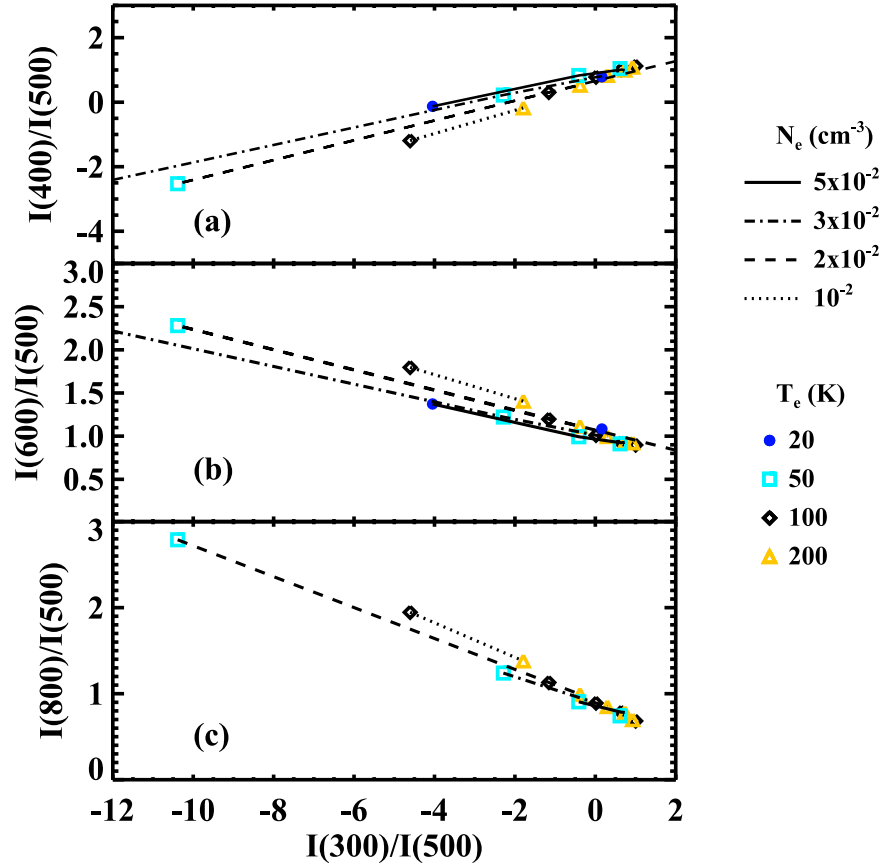 I(400)/I(500)
2
0
-2
-4
(a)
I(600)/I(500)
3.0
2.5
2.0
1.5
1.0
0.5
(b)
I(800)/I(500)
3
2
1
0
(c)
-12 -10 -8 -6 -4 -2 0 2
I(300)/I(500)
Nₑ (cm⁻³)
5x10⁻²
3x10⁻²
2x10⁻²
10⁻²
Tₑ (K)
20
50
100
200